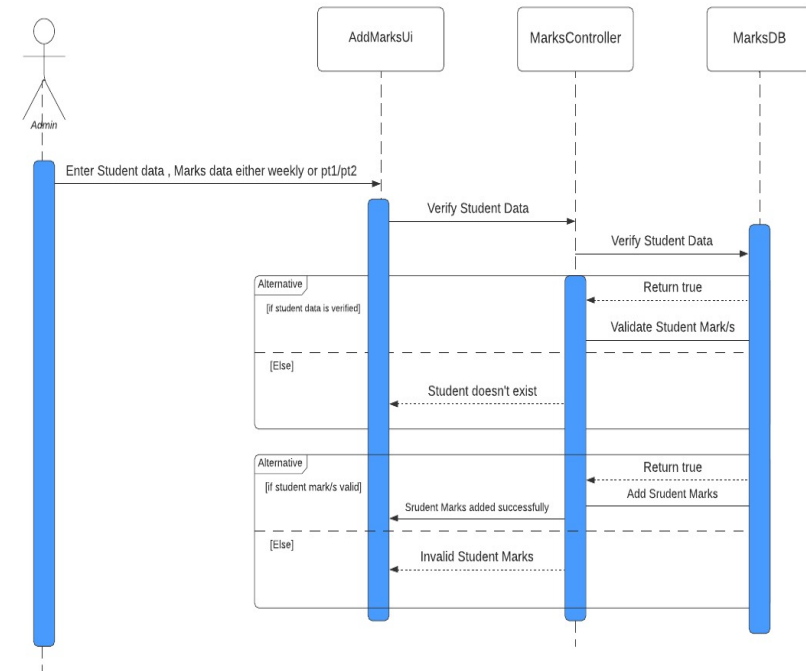 AddMarksUi
MarksController
MarksDB
Admin
Enter Student data , Marks data either weekly or pt1/pt2
Verify Student Data
Verify Student Data
Alternative
Return true
[if student data is verified]
Validate Student Mark/s
[Else]
Student doesn't exist
Alternative
Return true
[if student mark/s valid]
Add Srudent Marks
Srudent Marks added successfully
[Else]
Invalid Student Marks